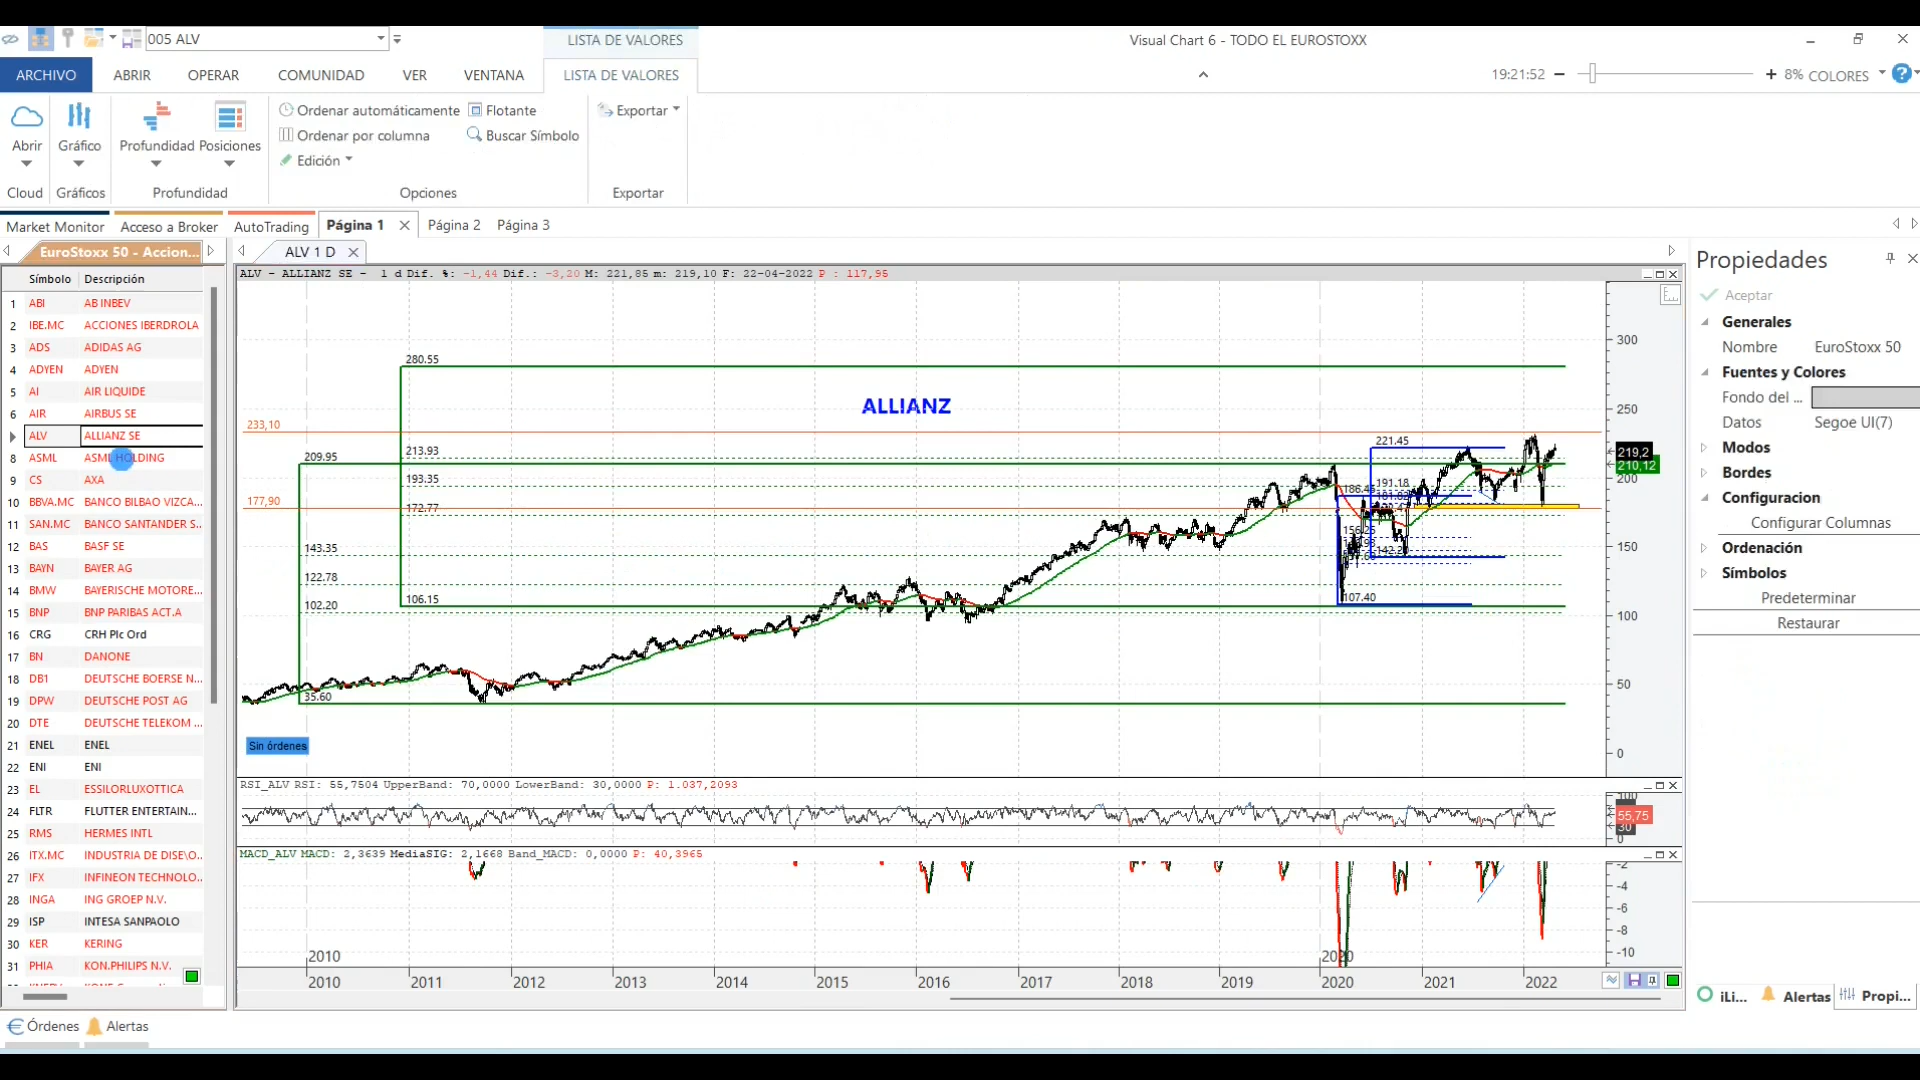 005 ALV
LISTA DE VALORES
Visual Chart 6 - TODO EL EUROSTOXX
ARCHIVO
ABRIR
OPERAR
COMUNIDAD
VER
VENTANA
LISTA DE VALORES
19:21:52
8%
COLORES
Abrir
Gráfico
Profundidad
Posiciones
Ordenar automáticamente
Flotante
Ordenar por columna
Buscar Símbolo
Edición
Exportar
Cloud
Gráficos
Profundidad
Opciones
Exportar
Market Monitor
Acceso a Broker
AutoTrading
Página 1
Página 2
Página 3
EuroStoxx 50 - Accion...
Símbolo Descripción
1 ABI AB INBEV
2 IBE.MC ACCIONES IBERDROLA
3 ADS ADIDAS AG
4 ADYEN ADYEN
5 AI AIR LIQUIDE
6 AIR AIRBUS SE
ALV ALLIANZ SE
8 ASML ASML HOLDING
9 CS AXA
10 BBVA.MC BANCO BILBAO VIZCA...
11 SAN.MC BANCO SANTANDER S...
12 BAS BASF SE
13 BAYN BAYER AG
14 BMW BAYERISCHE MOTORE...
15 BNP BNP PARIBAS ACT.A
16 CRG CRH Plc Ord
17 BN DANONE
18 DB1 DEUTSCHE BOERSE N...
19 DPW DEUTSCHE POST AG
20 DTE DEUTSCHE TELEKOM ...
21 ENEL ENEL
22 ENI ENI
23 EL ESSILORLUXOTTICA
24 FLTR FLUTTER ENTERTAIN...
25 RMS HERMES INTL
26 ITX.MC INDUSTRIA DE DISE\O...
27 IFX INFINEON TECHNOLO...
28 INGA ING GROEP N.V.
29 ISP INTESA SANPAOLO
30 KER KERING
31 PHIA KON.PHILIPS N.V.
ALV 1 D
ALV - ALLIANZ SE - 1 d Dif. %: -1,44 Dif.: -3,20 M: 221,85 m: 219,10 F: 22-04-2022 P : 117,95
280.55
ALLIANZ
233,10
213.93
209.95
193.35
177,90
172.77
143.35
122.78
106.15
102.20
35.60
221.45
191.18
107.40
300
250
219,2
210,12
200
150
100
50
0
Sin órdenes
RSI_ALV RSI: 55,7504 UpperBand: 70,0000 LowerBand: 30,0000 P: 1.037,2093
100
55,75
30
0
MACD_ALV MACD: 2,3639 MediaSIG: 2,1668 Band_MACD: 0,0000 P: 40,3965
-2
-4
-6
-8
-10
2010
2020
2010 2011 2012 2013 2014 2015 2016 2017 2018 2019 2020 2021 2022
Propiedades
Aceptar
Generales
Nombre EuroStoxx 50
Fuentes y Colores
Fondo del ...
Datos Segoe UI(7)
Modos
Bordes
Configuracion
Configurar Columnas
Ordenación
Símbolos
Predeterminar
Restaurar
iLi...
Alertas
Propi...
Órdenes
Alertas